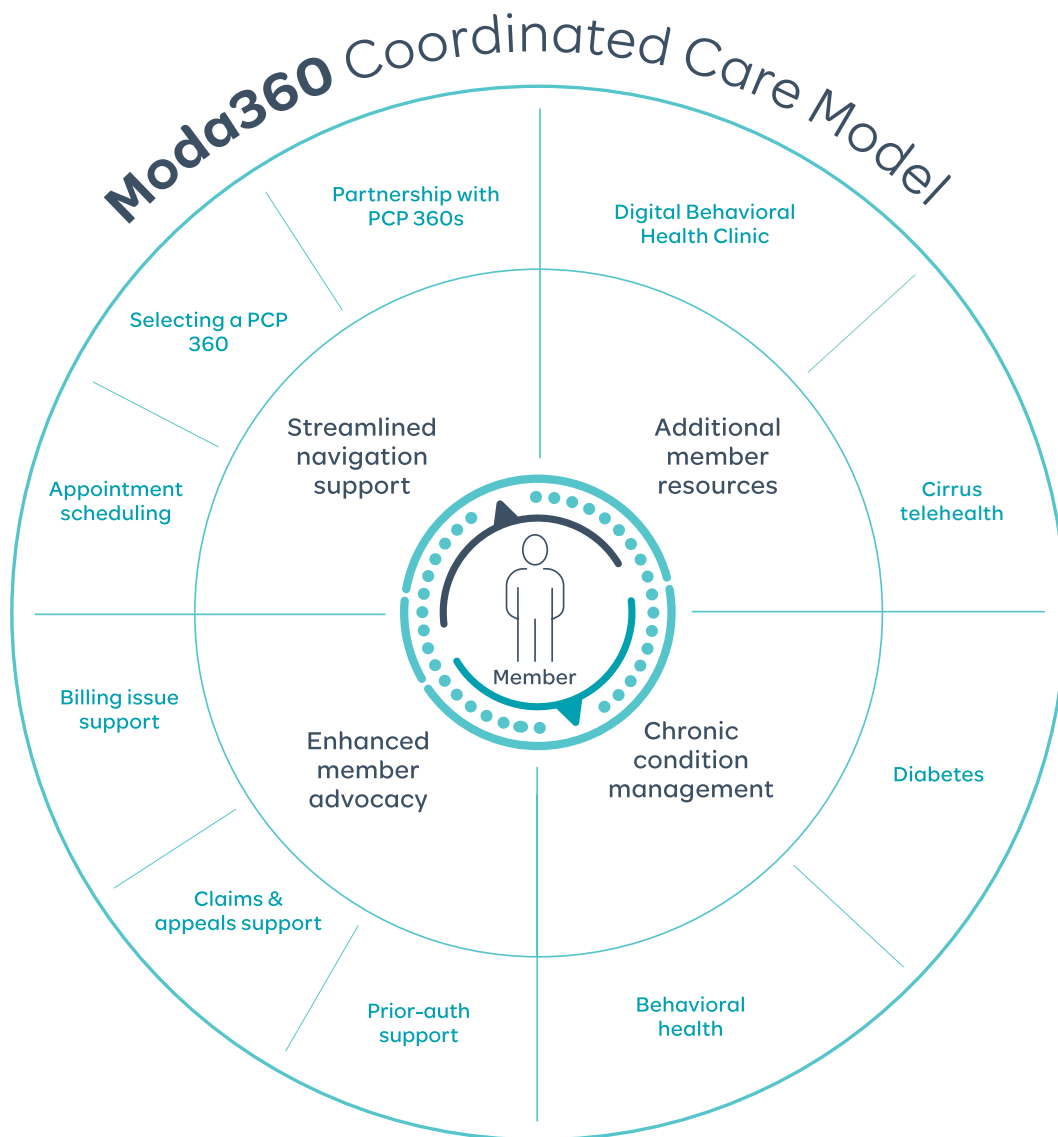 Moda360 Coordinated Care Model
Partnership with
PCP 360s
Digital Behavioral
Health Clinic
Selecting a PCP
360
Streamlined
navigation
support
Additional
member
resources
Appointment
scheduling
Cirrus
telehealth
Member
Billing issue
support
Enhanced
member
advocacy
Chronic
condition
management
Diabetes
Claims &
appeals support
Prior-auth
support
Behavioral
health